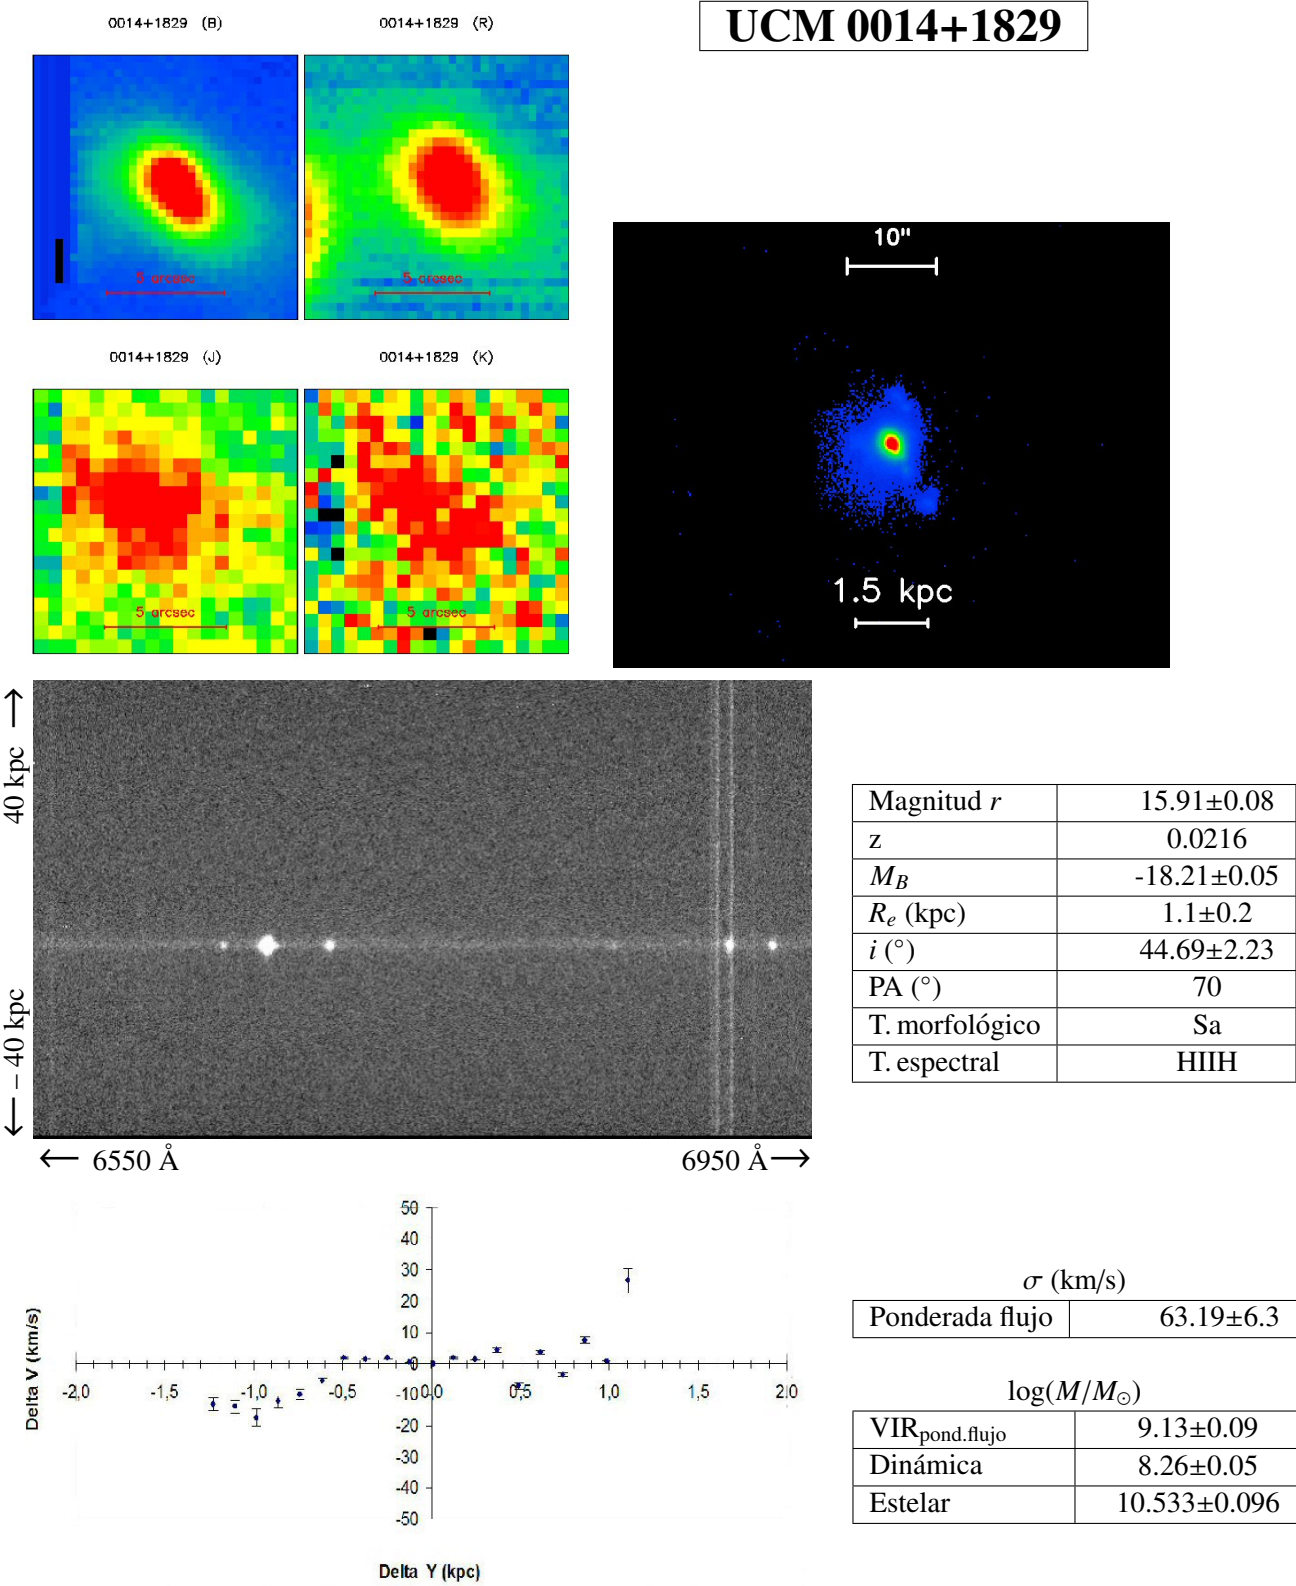 UCM 0014+1829
0014+1829 (B)
0014+1829 (R)
5 arcsec
5 arcsec
0014+1829 (J)
0014+1829 (K)
5 arcsec
5 arcsec
10"
1.5 kpc
40 kpc →
← − 40 kpc
← 6550 Å
6950 Å →
Magnitud r 15.91±0.08
z 0.0216
M_B -18.21±0.05
R_e (kpc) 1.1±0.2
i (°) 44.69±2.23
PA (°) 70
T. morfológico Sa
T. espectral HIIH
50
40
30
20
10
0
-10
-20
-30
-40
-50
-2,0 -1,5 -1,0 -0,5 0,0 0,5 1,0 1,5 2,0
Delta V (km/s)
Delta Y (kpc)
σ (km/s)
Ponderada flujo 63.19±6.3
log(M/M☉)
VIR_pond.flujo 9.13±0.09
Dinámica 8.26±0.05
Estelar 10.533±0.096